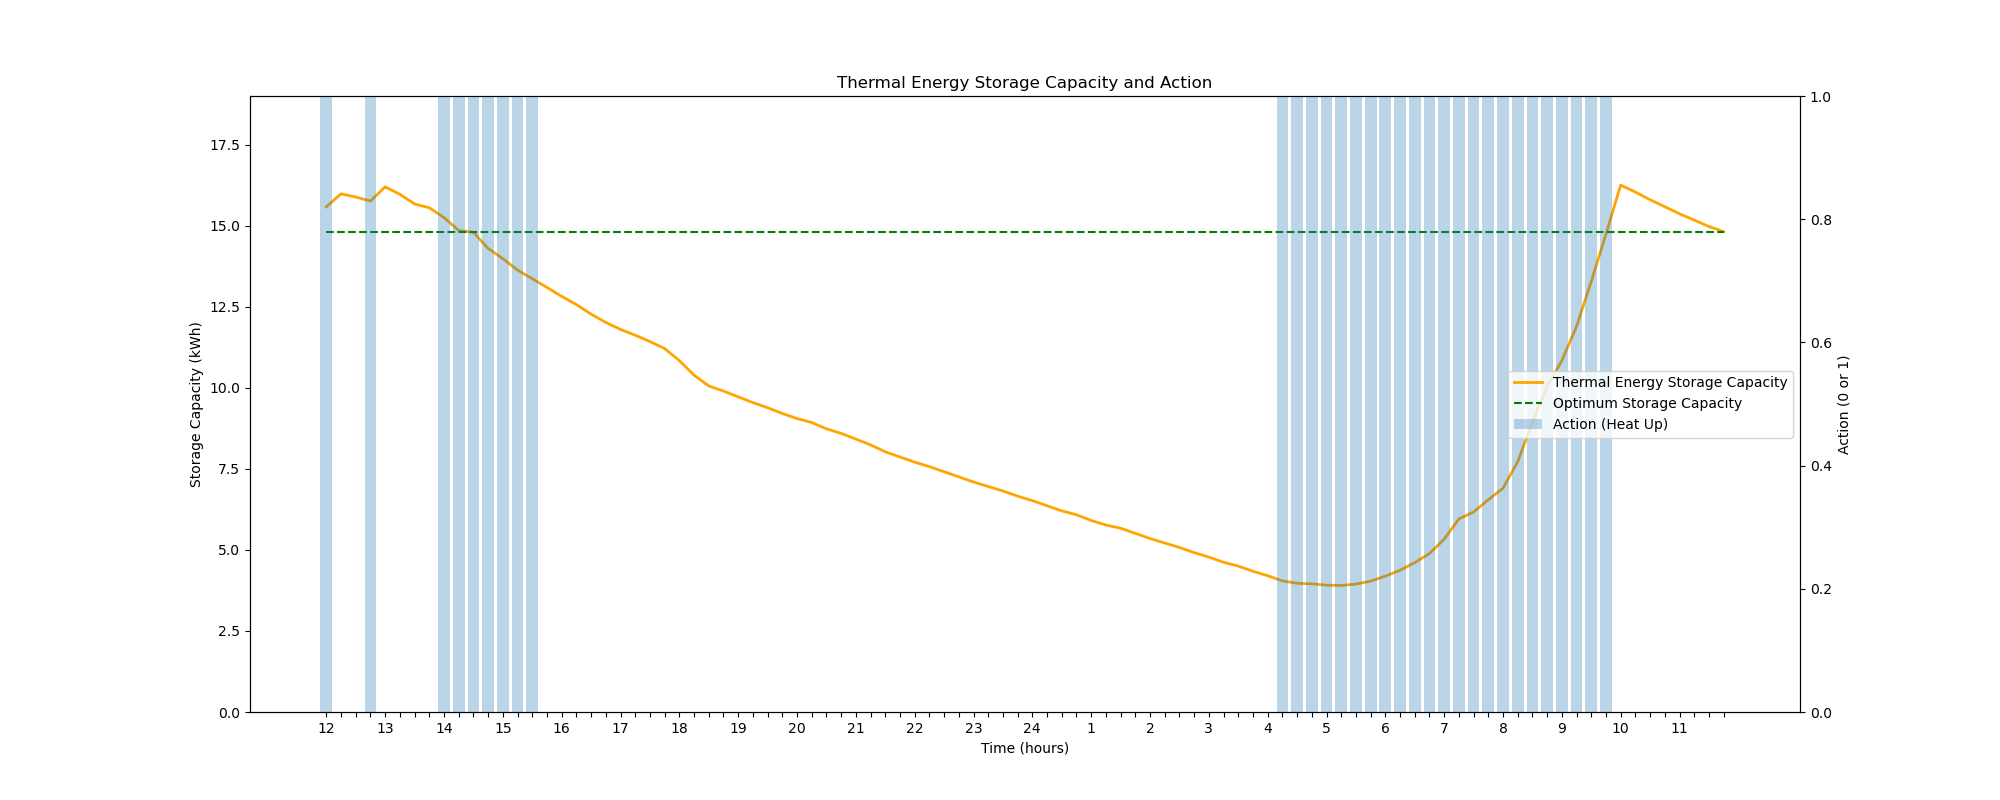 Thermal Energy Storage Capacity and Action
Storage Capacity (kWh)
17.5
15.0
12.5
10.0
7.5
5.0
2.5
0.0
1.0
0.8
0.6
0.4
0.2
0.0
Action (0 or 1)
Thermal Energy Storage Capacity
Optimum Storage Capacity
Action (Heat Up)
12 13 14 15 16 17 18 19 20 21 22 23 24 1 2 3 4 5 6 7 8 9 10 11
Time (hours)